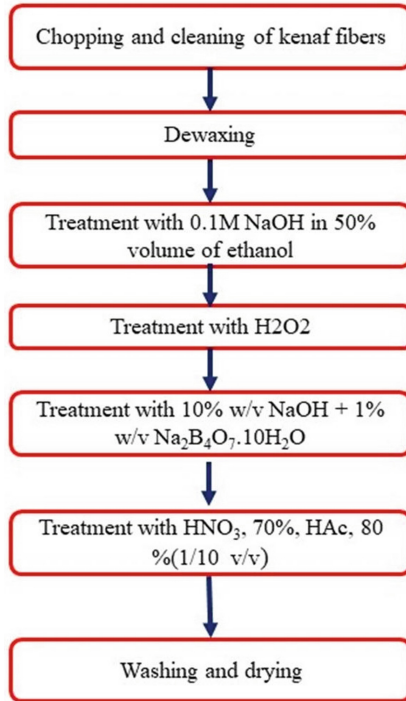 Chopping and cleaning of kenaf fibers
Dewaxing
Treatment with 0.1M NaOH in 50%
volume of ethanol
Treatment with H2O2
Treatment with 10% w/v NaOH + 1%
w/v Na₂B₄O₇.10H₂O
Treatment with HNO₃, 70%, HAc, 80
%(1/10 v/v)
Washing and drying